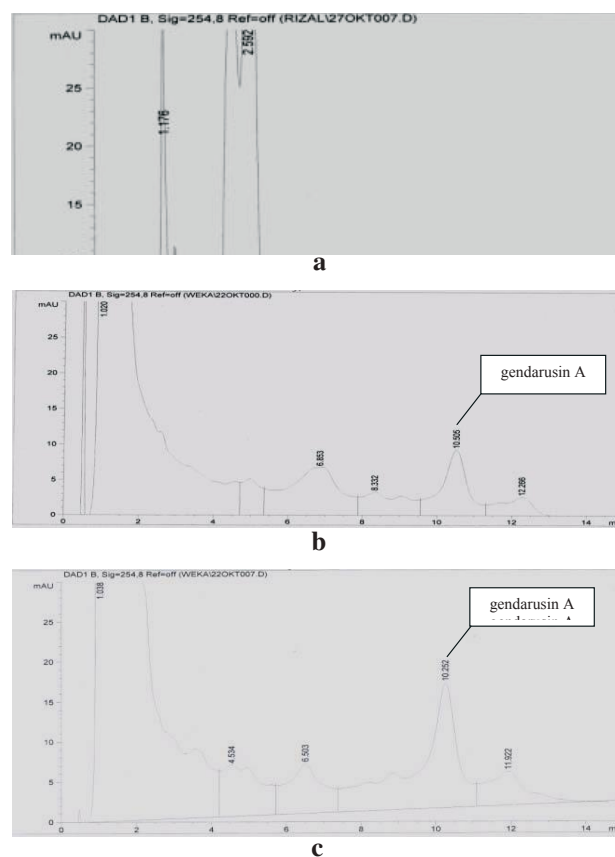 DAD1 B, Sig=254,8 Ref=off (RIZAL\27OKT007.D)
mAU
2.592
25
1.176
20
15
a
DAD1 B, Sig=254,8 Ref=off (WEKA\22OKT000.D)
mAU
1.020
25
gendarusin A
20
15
10.505
10
6.853
8.332
12.266
5
0
0 2 4 6 8 10 12 14 m
b
DAD1 B, Sig=254,8 Ref=off (WEKA\22OKT007.D)
mAU
1.038
gendarusin A
25
20
10.252
15
10
4.534
6.503
11.922
5
0
0 2 4 6 8 10 12 14 m
c